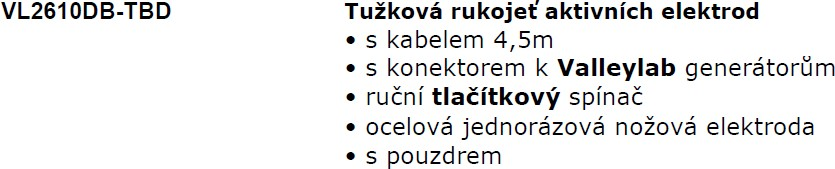 VL2610DB-TBD Tužková rukojeť aktivních elektrod
• s kabelem 4,5m
• s konektorem k Valleylab generátorům
• ruční tlačítkový spínač
• ocelová jednorázová nožová elektroda
• s pouzdrem